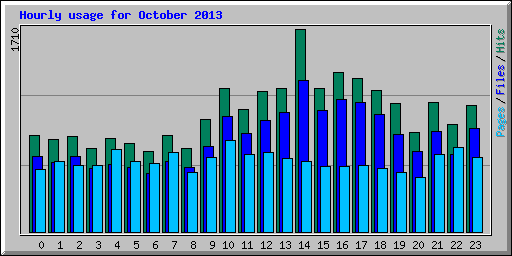 Hourly usage for October 2013
1710
Pages/Files/Hits
0 1 2 3 4 5 6 7 8 9 10 11 12 13 14 15 16 17 18 19 20 21 22 23